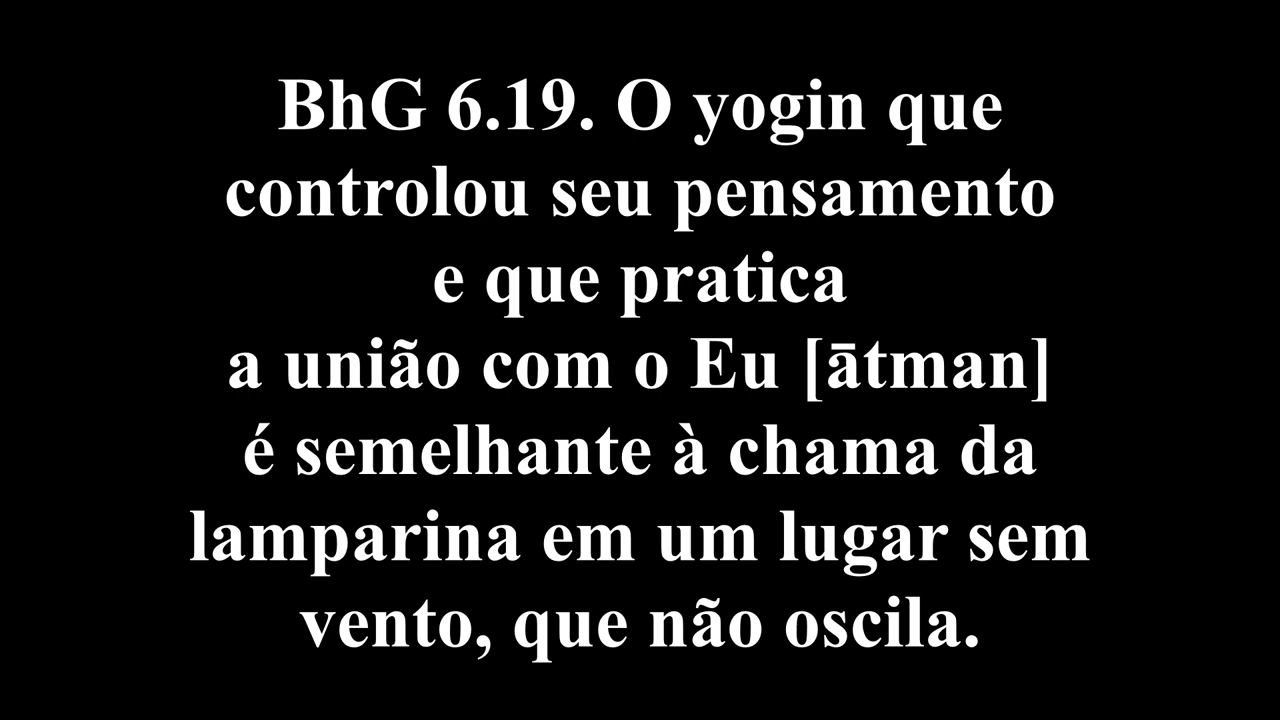 BhG 6.19. O yogin que
controlou seu pensamento
e que pratica
a união com o Eu [ātman]
é semelhante à chama da
lamparina em um lugar sem
vento, que não oscila.